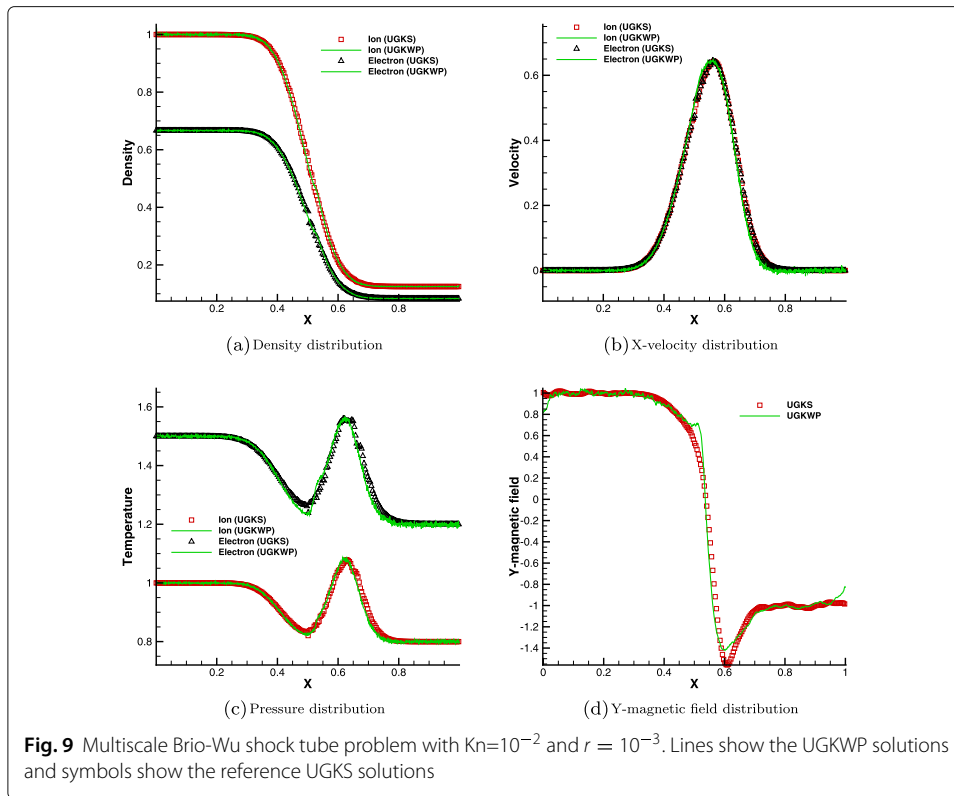 Ion (UGKS)
Ion (UGKWP)
Electron (UGKS)
Electron (UGKWP)
1
0.8
0.6
0.4
0.2
Density
0.2 0.4 0.6 0.8
X
(a) Density distribution
Ion (UGKS)
Ion (UGKWP)
Electron (UGKS)
Electron (UGKWP)
0.6
0.4
0.2
0
Velocity
0.2 0.4 0.6 0.8
X
(b) X-velocity distribution
1.6
1.4
1.2
1
0.8
Temperature
Ion (UGKS)
Ion (UGKWP)
Electron (UGKS)
Electron (UGKWP)
0.2 0.4 0.6 0.8
X
(c) Pressure distribution
UGKS
UGKWP
1
0.8
0.6
0.4
0.2
0
-0.2
-0.4
-0.6
-0.8
-1
-1.2
-1.4
Y-magnetic field
0 0.2 0.4 0.6 0.8 1
X
(d) Y-magnetic field distribution
Fig. 9 Multiscale Brio-Wu shock tube problem with Kn=10⁻² and r = 10⁻³. Lines show the UGKWP solutions
and symbols show the reference UGKS solutions